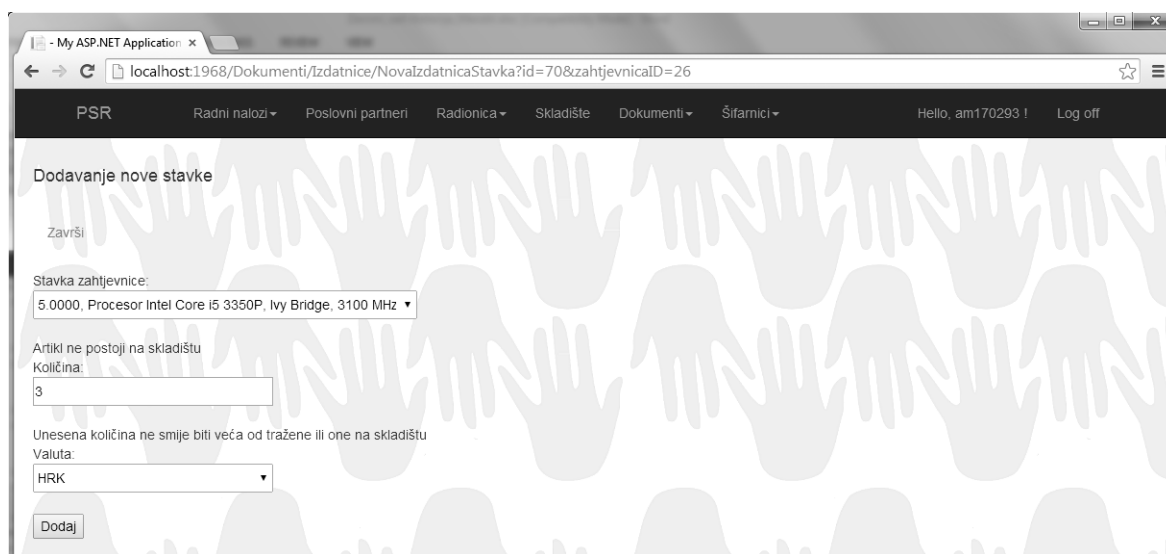 - My ASP.NET Application ×
localhost:1968/Dokumenti/Izdatnice/NovaIzdatnicaStavka?id=70&zahtjevnicaID=26
PSR Radni nalozi Poslovni partneri Radionica Skladište Dokumenti Šifarnici Hello, am170293 ! Log off
Dodavanje nove stavke
Završi
Stavka zahtjevnice:
5.0000, Procesor Intel Core i5 3350P, Ivy Bridge, 3100 MHz
Artikl ne postoji na skladištu
Količina:
3
Unesena količina ne smije biti veća od tražene ili one na skladištu
Valuta:
HRK
Dodaj